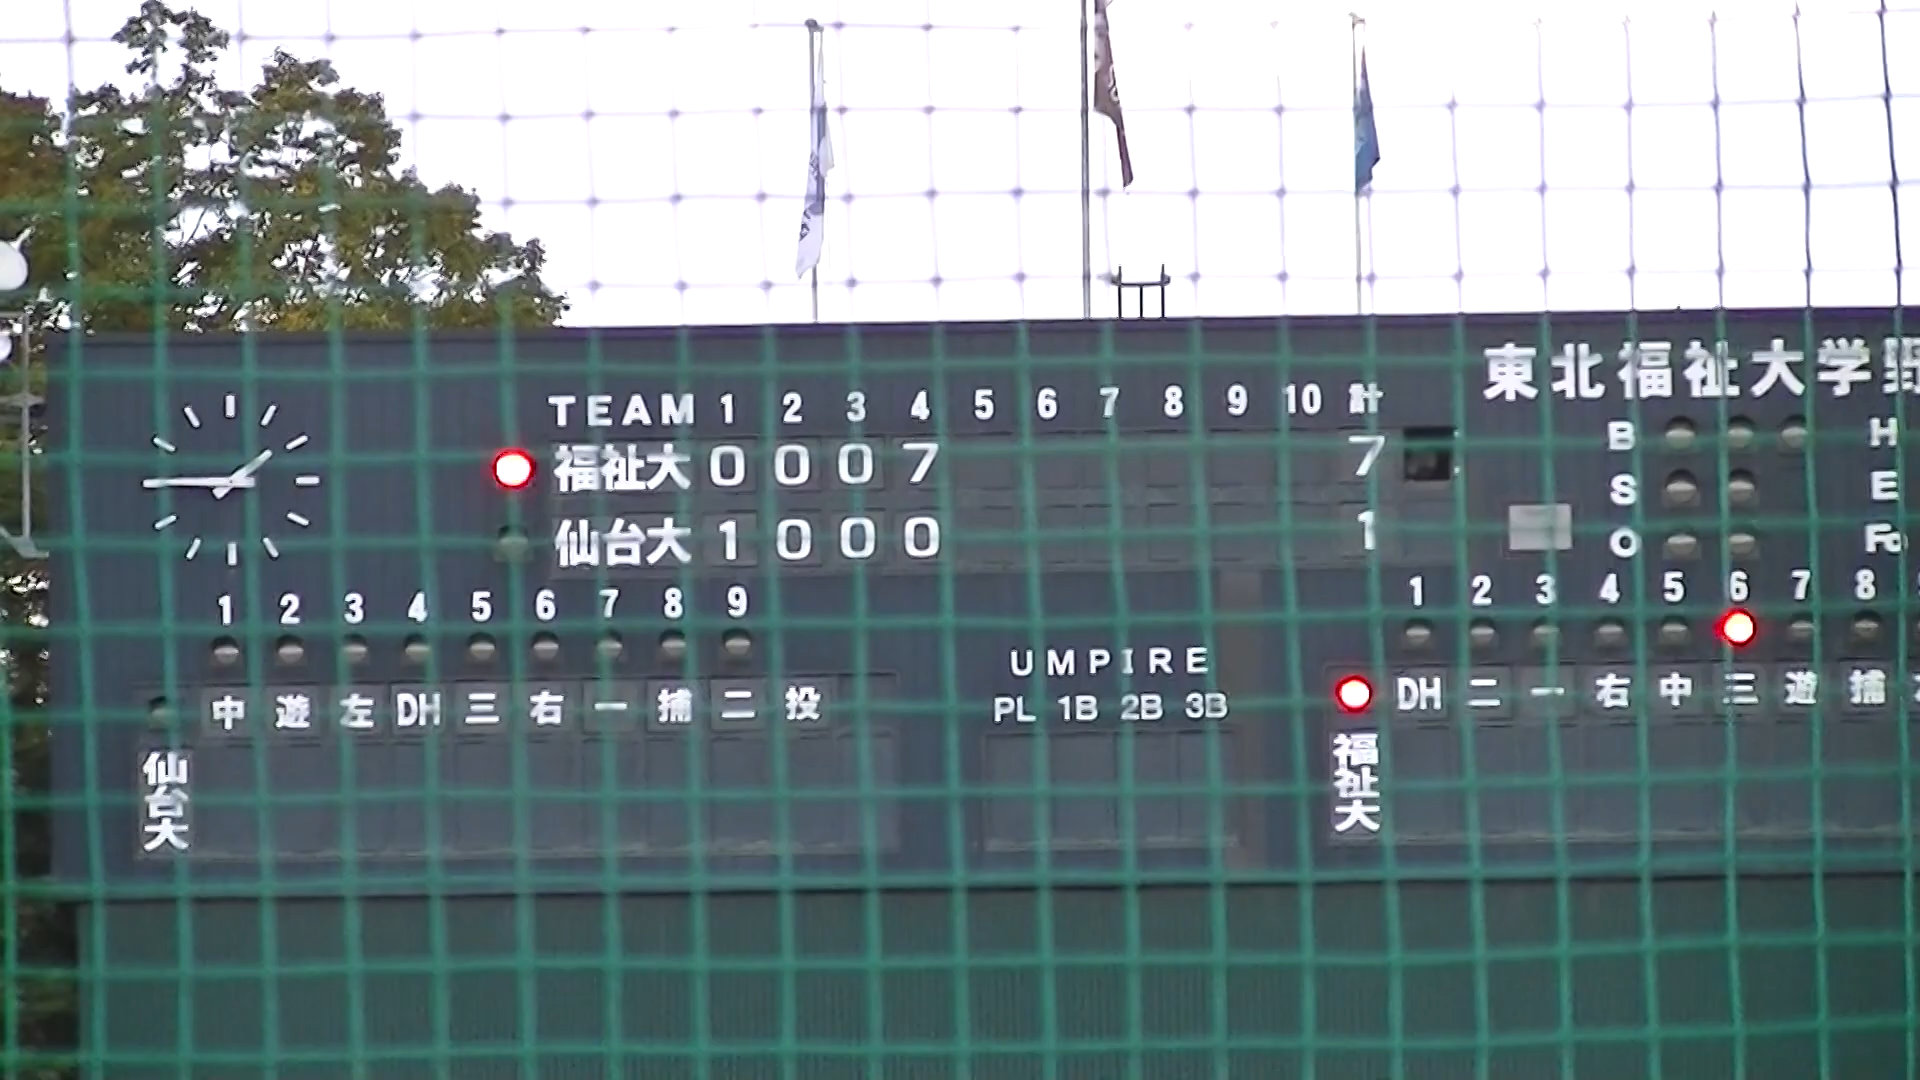 東北福祉大学野
TEAM 1 2 3 4 5 6 7 8 9 10 計
福祉大 0 0 0 7 7
仙台大 1 0 0 0 1
B
S
O
H
E
Fc
1 2 3 4 5 6 7 8 9
中 遊 左 DH 三 右 一 捕 二 投
仙台大
UMPIRE
PL 1B 2B 3B
1 2 3 4 5 6 7 8
DH 二 一 右 中 三 遊 捕
福祉大